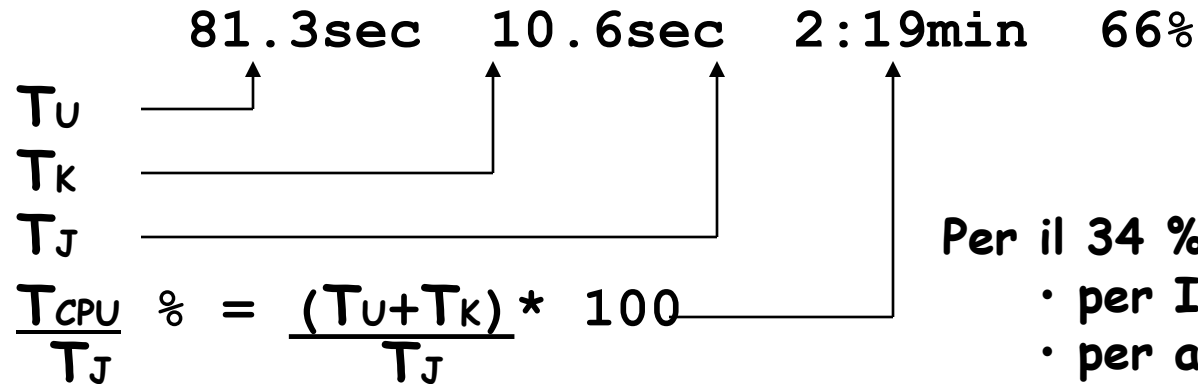 81.3sec 10.6sec 2:19min 66%
TU
TK
TJ
Per il 34 %
TCPU % = (TU+TK)* 100
TJ TJ
• per I
• per a